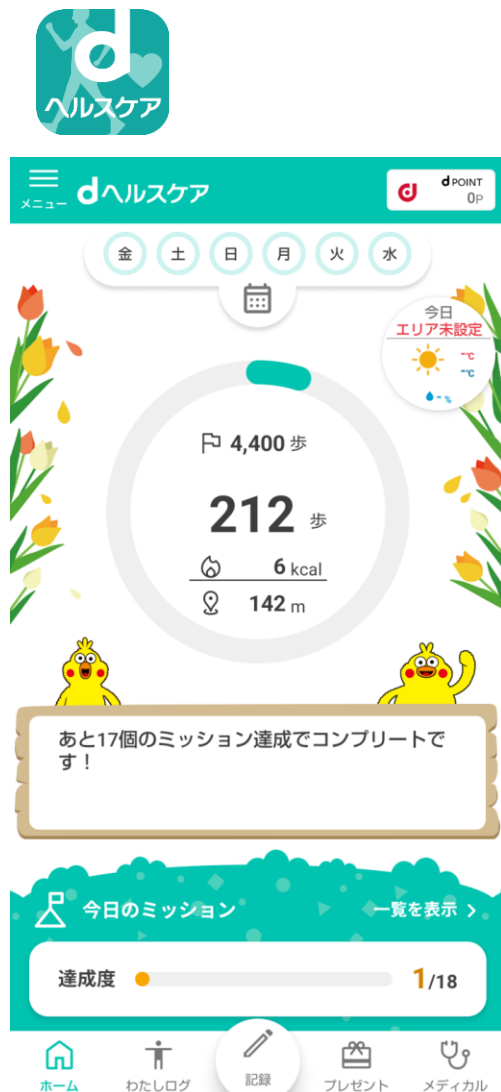 d
ヘルスケア
メニュー
dヘルスケア
d POINT
0P
金 土 日 月 火 水
今日
エリア未設定
-℃
-℃
-%
4,400 歩
212 歩
6 kcal
142 m
あと17個のミッション達成でコンプリートで
す！
今日のミッション
一覧を表示
達成度
1/18
ホーム
わたしログ
記録
プレゼント
メディカル